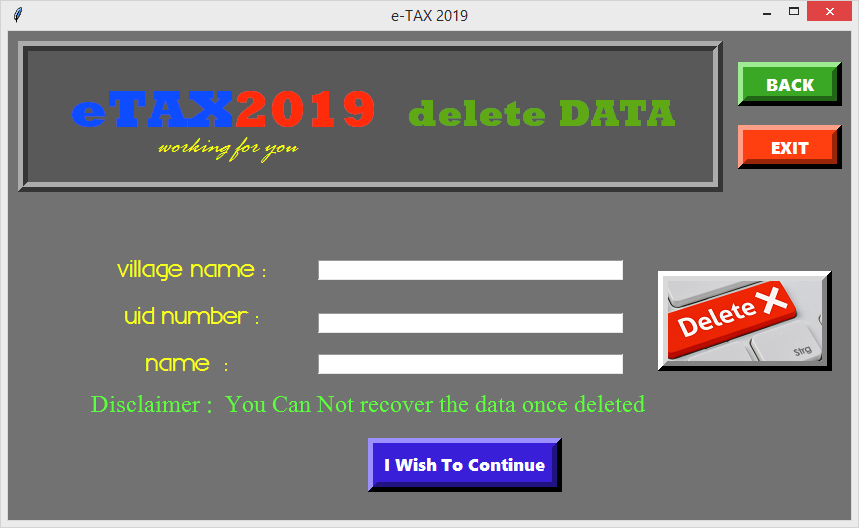 e-TAX 2019
eTAX2019 delete DATA
working for you
BACK
EXIT
village name :
uid number :
name :
Delete
Strg
Disclaimer : You Can Not recover the data once deleted
I Wish To Continue